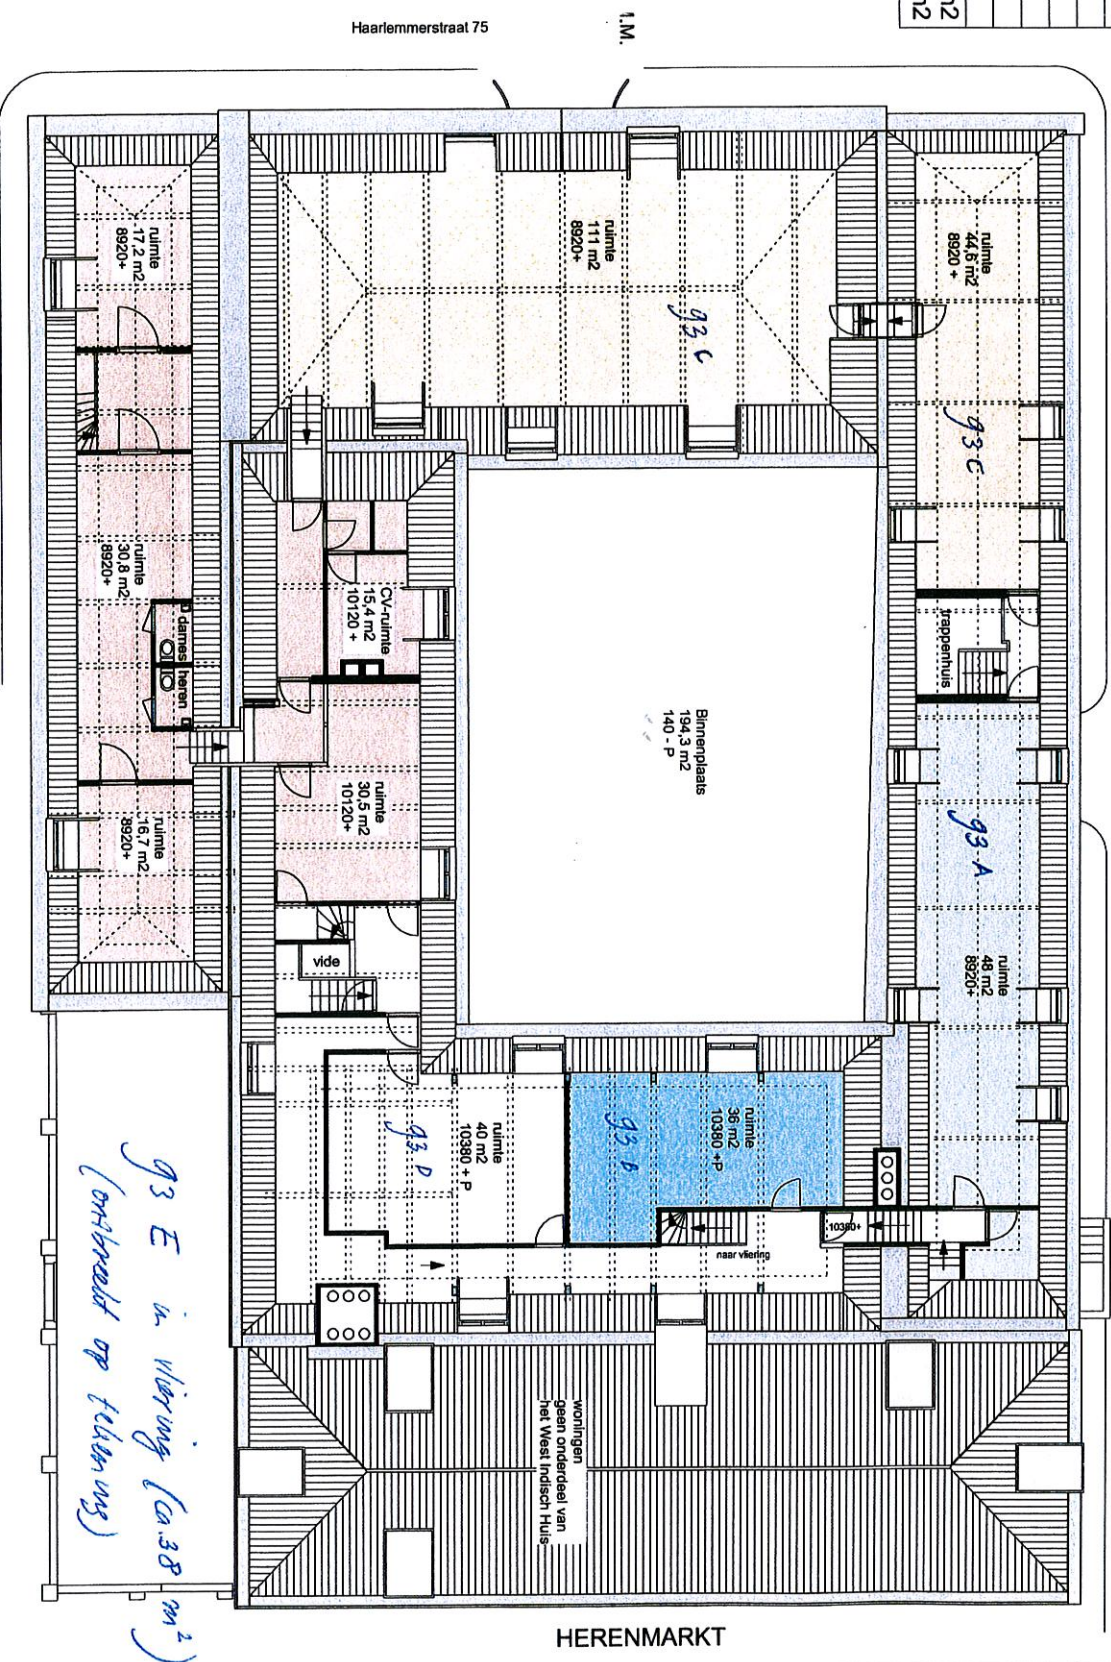 m2
m2
I.M.
Haarlemmerstraat 75
ruimte
44,6 m2
8920 +
93 C
ruimte
111 m2
8920+
93 C
ruimte
17,2 m2
8920+
trappenhuis
ruimte
30,8 m2
8920+
dames
heren
CV-ruimte
15,4 m2
10120 +
Binnenplaats
194,3 m2
140 - P
93 A
ruimte
48 m2
8920+
ruimte
30,5 m2
10120+
ruimte
16,7 m2
8920+
vide
ruimte
36 m2
10380 +P
93 B
ruimte
40 m2
10380 + P
93 D
10380+
naar vliering
woningen
geen onderdeel van
het West Indisch Huis
93 E in vliering (ca. 38 m²)
(ontbreekt op tekening)
HERENMARKT